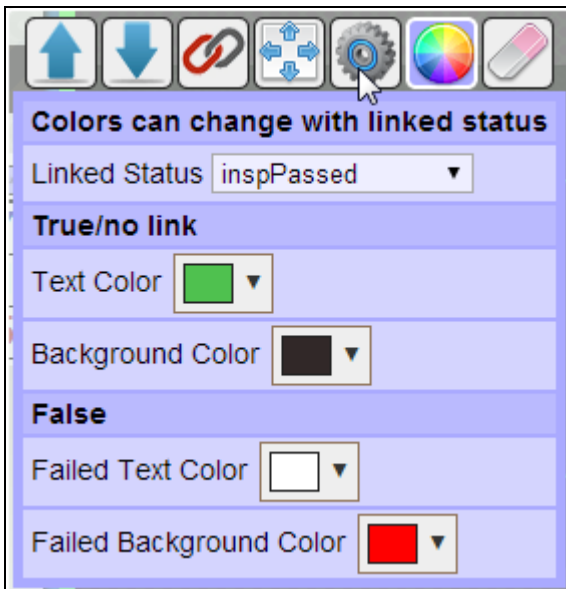 Colors can change with linked status
Linked Status inspPassed
True/no link
Text Color
Background Color
False
Failed Text Color
Failed Background Color